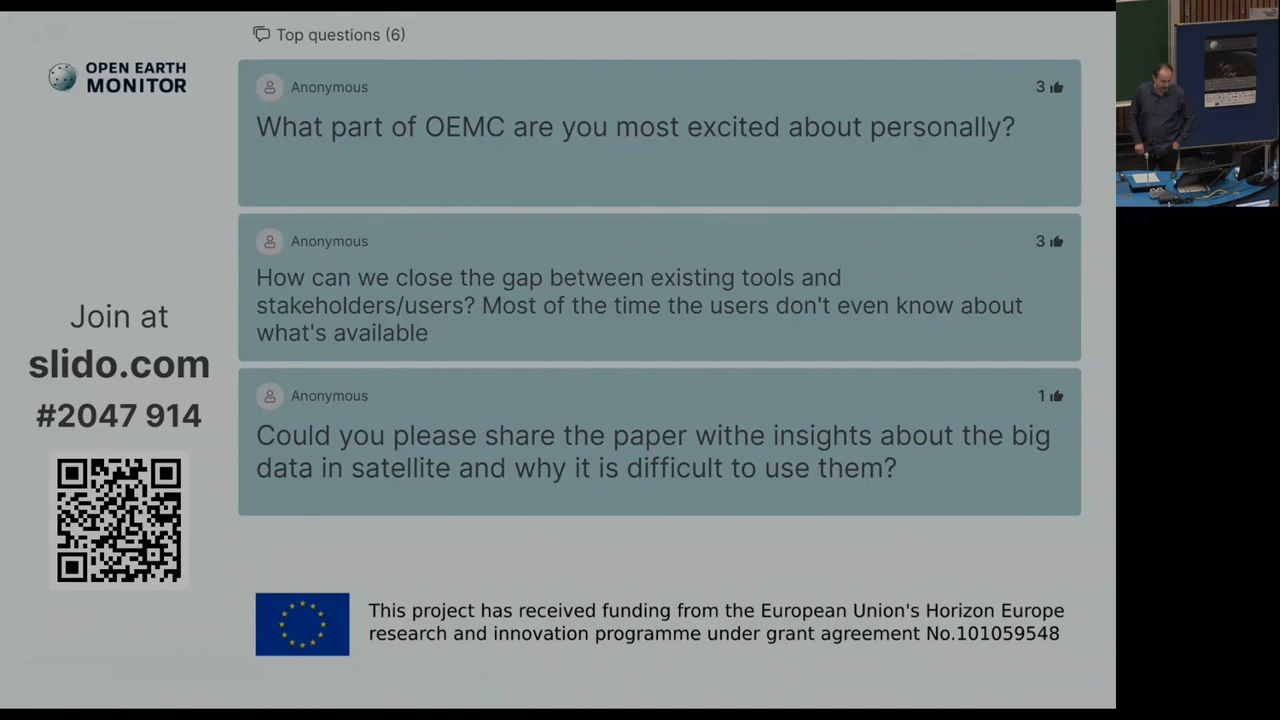 Top questions (6)
OPEN EARTH
MONITOR
Anonymous
3
What part of OEMC are you most excited about personally?
Anonymous
3
How can we close the gap between existing tools and
stakeholders/users? Most of the time the users don't even know about
what's available
Anonymous
1
Could you please share the paper withe insights about the big
data in satellite and why it is difficult to use them?
Join at
slido.com
#2047 914
This project has received funding from the European Union's Horizon Europe
research and innovation programme under grant agreement No.101059548